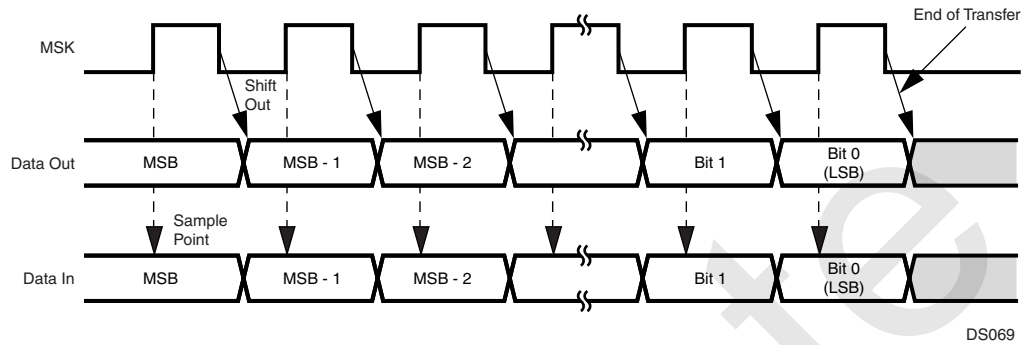 End of Transfer
MSK
Shift
Out
Data Out
MSB
MSB - 1
MSB - 2
Bit 1
Bit 0
(LSB)
Sample
Point
Data In
MSB
MSB - 1
MSB - 2
Bit 1
Bit 0
(LSB)
te
DS069